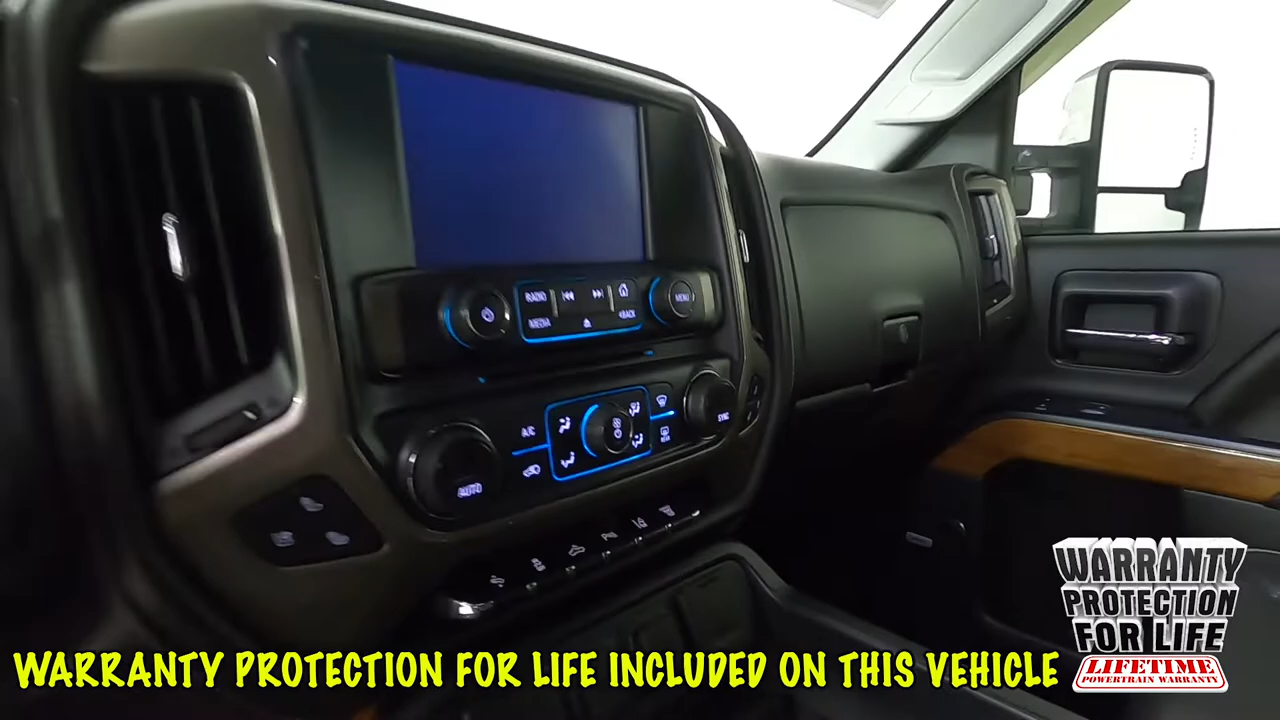 RADIO
MEDIA
BACK
MENU
A/C
AUTO
SYNC
REAR
WARRANTY
PROTECTION
FOR LIFE
LIFETIME
POWERTRAIN WARRANTY
WARRANTY PROTECTION FOR LIFE INCLUDED ON THIS VEHICLE